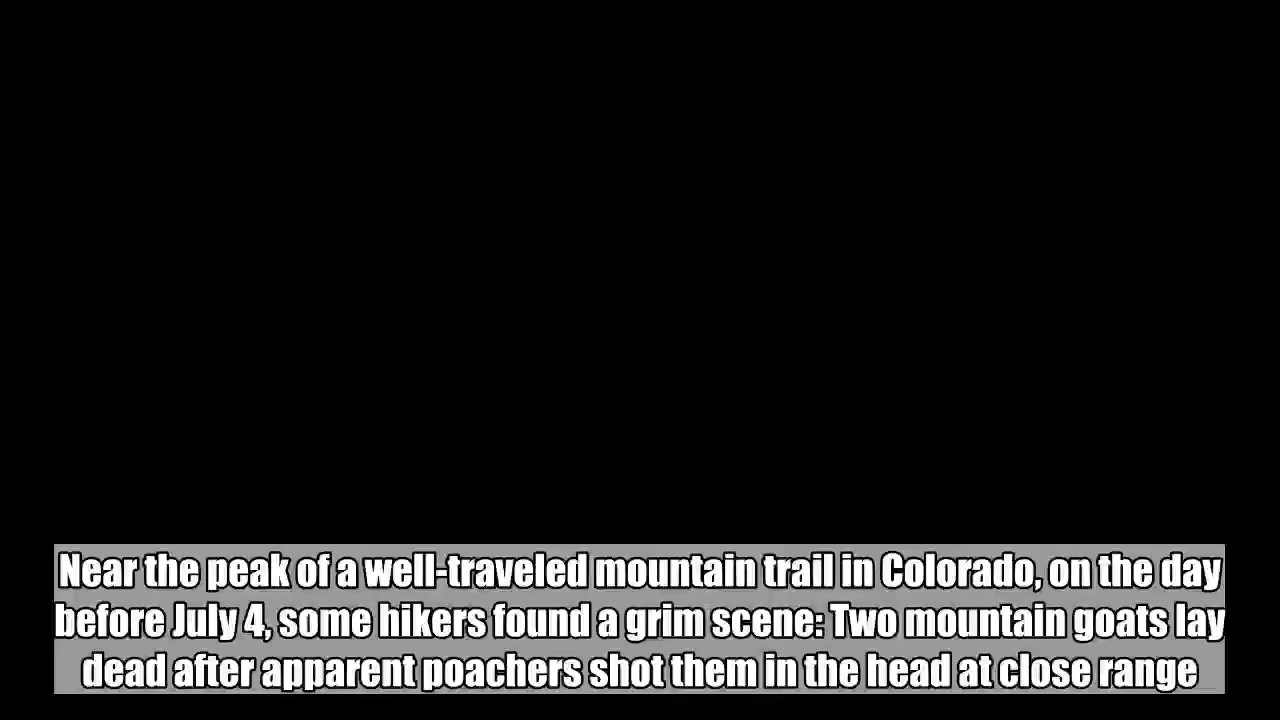 Near the peak of a well-traveled mountain trail in Colorado, on the day
before July 4, some hikers found a grim scene: Two mountain goats lay
dead after apparent poachers shot them in the head at close range